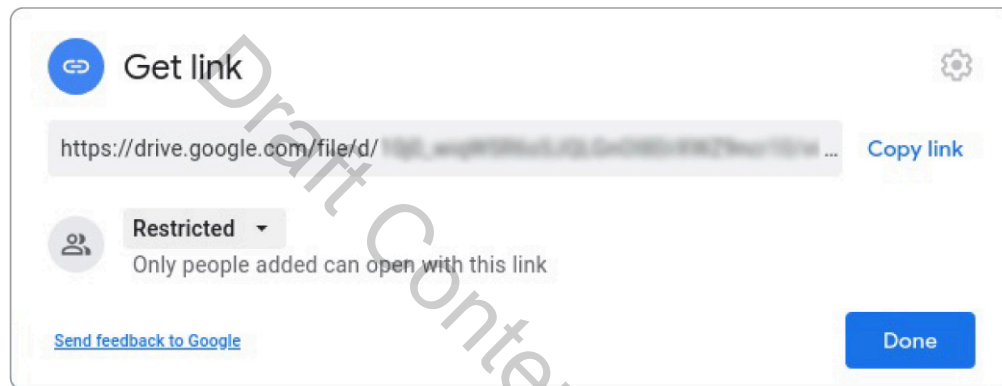 Get link
https://drive.google.com/file/d/ ... Copy link
Restricted
Only people added can open with this link
Send feedback to Google
Done
Draft Conte